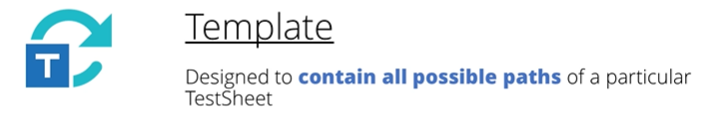 T
Template
Designed to contain all possible paths of a particular
TestSheet